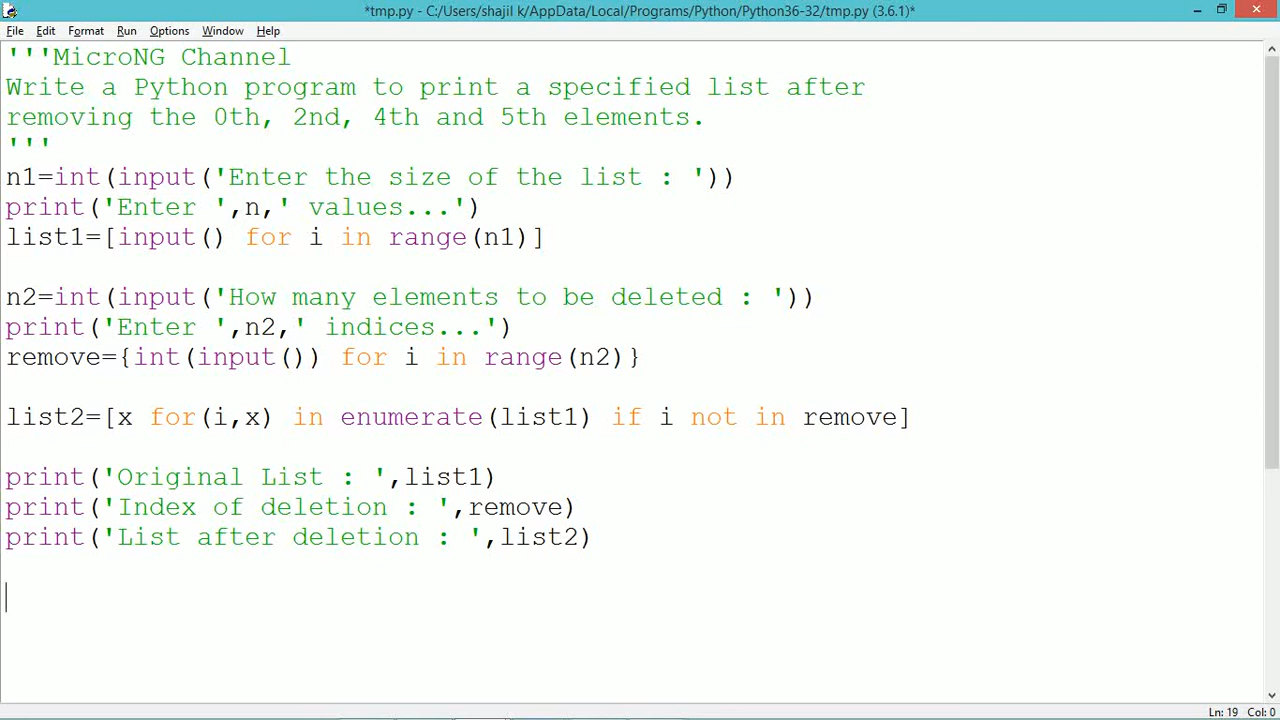 *tmp.py - C:/Users/shajil k/AppData/Local/Programs/Python/Python36-32/tmp.py (3.6.1)*
File Edit Format Run Options Window Help
'''MicroNG Channel
Write a Python program to print a specified list after
removing the 0th, 2nd, 4th and 5th elements.
'''
n1=int(input('Enter the size of the list : '))
print('Enter ',n,' values...')
list1=[input() for i in range(n1)]
n2=int(input('How many elements to be deleted : '))
print('Enter ',n2,' indices...')
remove={int(input()) for i in range(n2)}
list2=[x for(i,x) in enumerate(list1) if i not in remove]
print('Original List : ',list1)
print('Index of deletion : ',remove)
print('List after deletion : ',list2)
Ln: 19 Col: 0